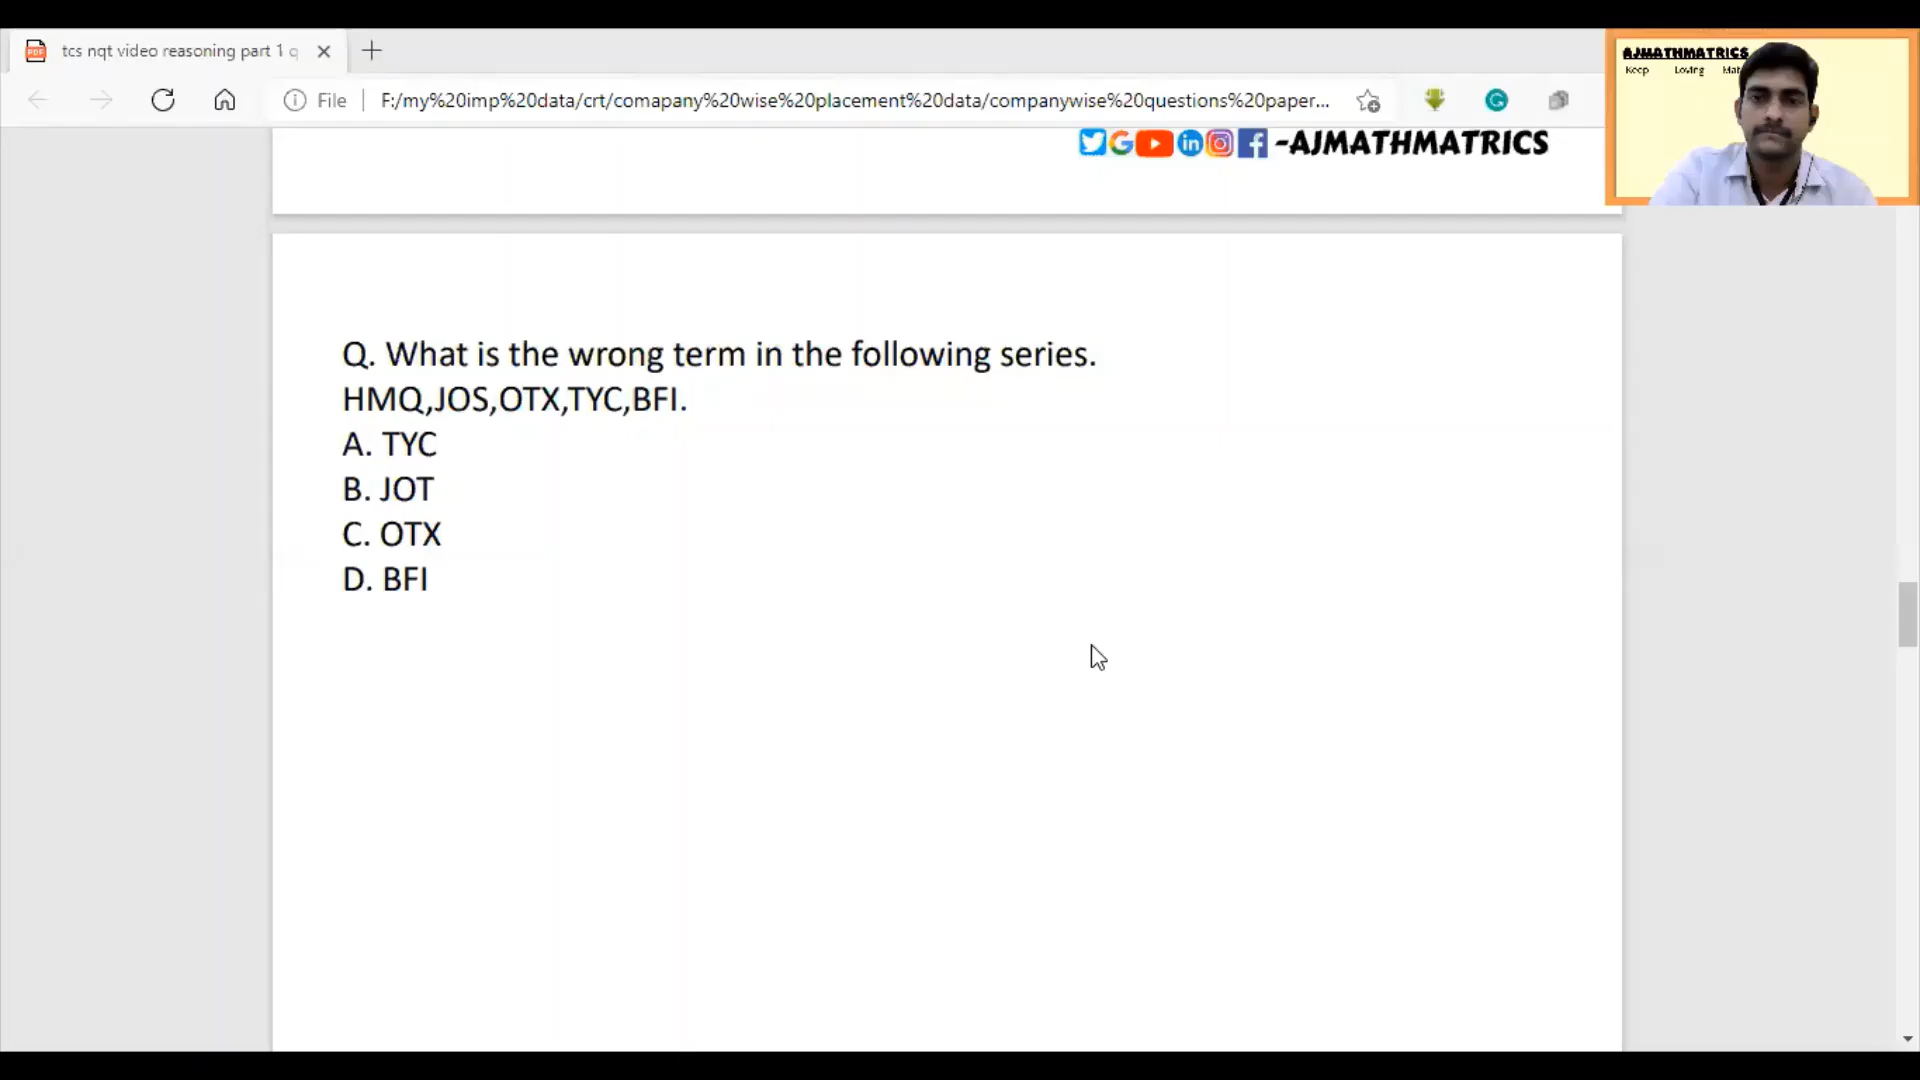 tcs nqt video reasoning part 1 q
File
F:/my%20imp%20data/crt/comapany%20wise%20placement%20data/companywise%20questions%20paper...
AJMATHMATRICS
Keep Loving Mat
-AJMATHMATRICS
Q. What is the wrong term in the following series.
HMQ,JOS,OTX,TYC,BFI.
A. TYC
B. JOT
C. OTX
D. BFI